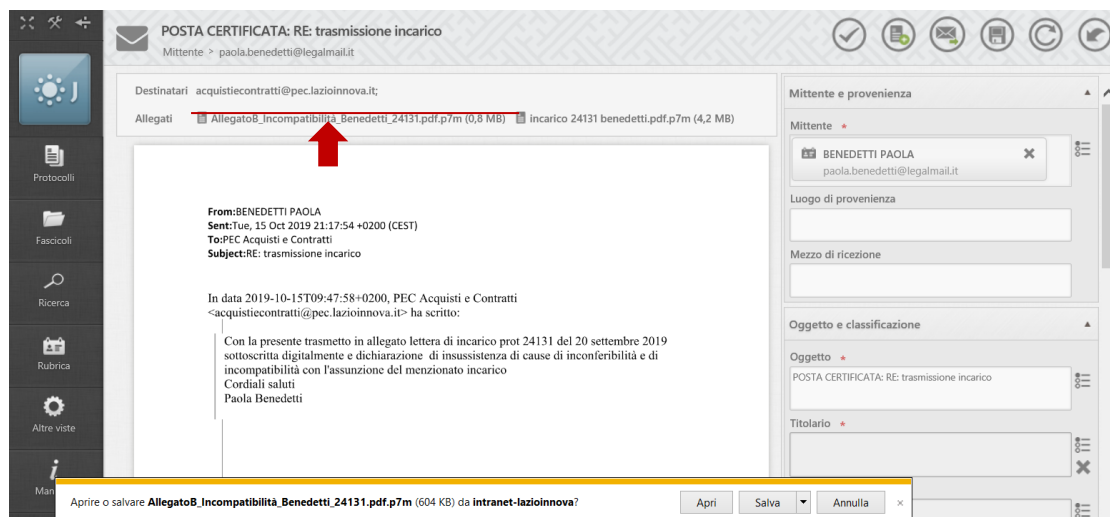 POSTA CERTIFICATA: RE: trasmissione incarico
Mittente > paola.benedetti@legalmail.it
J
Protocolli
Fascicoli
Ricerca
Rubrica
Altre viste
i
Man
Destinatari acquistiecontratti@pec.lazioinnova.it;
Allegati AllegatoB_Incompatibilità_Benedetti_24131.pdf.p7m (0,8 MB) incarico 24131 benedetti.pdf.p7m (4,2 MB)
From:BENEDETTI PAOLA
Sent:Tue, 15 Oct 2019 21:17:54 +0200 (CEST)
To:PEC Acquisti e Contratti
Subject:RE: trasmissione incarico
In data 2019-10-15T09:47:58+0200, PEC Acquisti e Contratti
<acquistiecontratti@pec.lazioinnova.it> ha scritto:
Con la presente trasmetto in allegato lettera di incarico prot 24131 del 20 settembre 2019
sottoscritta digitalmente e dichiarazione di insussistenza di cause di inconferibilità e di
incompatibilità con l'assunzione del menzionato incarico
Cordiali saluti
Paola Benedetti
Mittente e provenienza
Mittente *
BENEDETTI PAOLA
paola.benedetti@legalmail.it
Luogo di provenienza
Mezzo di ricezione
Oggetto e classificazione
Oggetto *
POSTA CERTIFICATA: RE: trasmissione incarico
Titolario *
Aprire o salvare AllegatoB_Incompatibilità_Benedetti_24131.pdf.p7m (604 KB) da intranet-lazioinnova?
Apri Salva Annulla ×